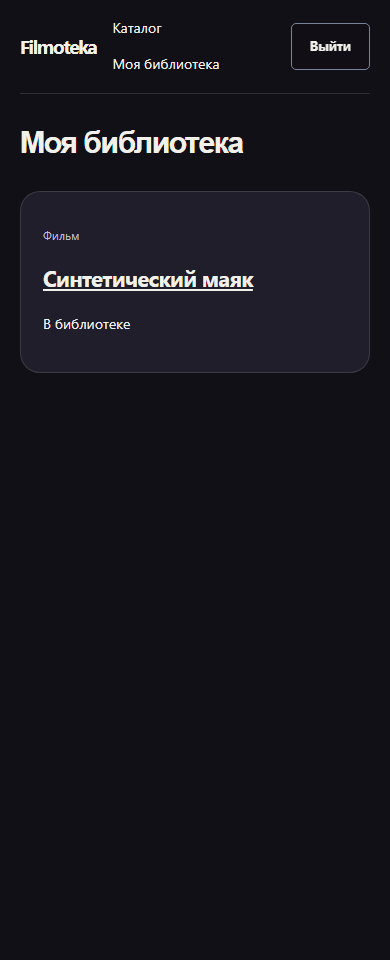 Filmoteka
Каталог
Моя библиотека
Выйти
Моя библиотека
Фильм
Синтетический маяк
В библиотеке